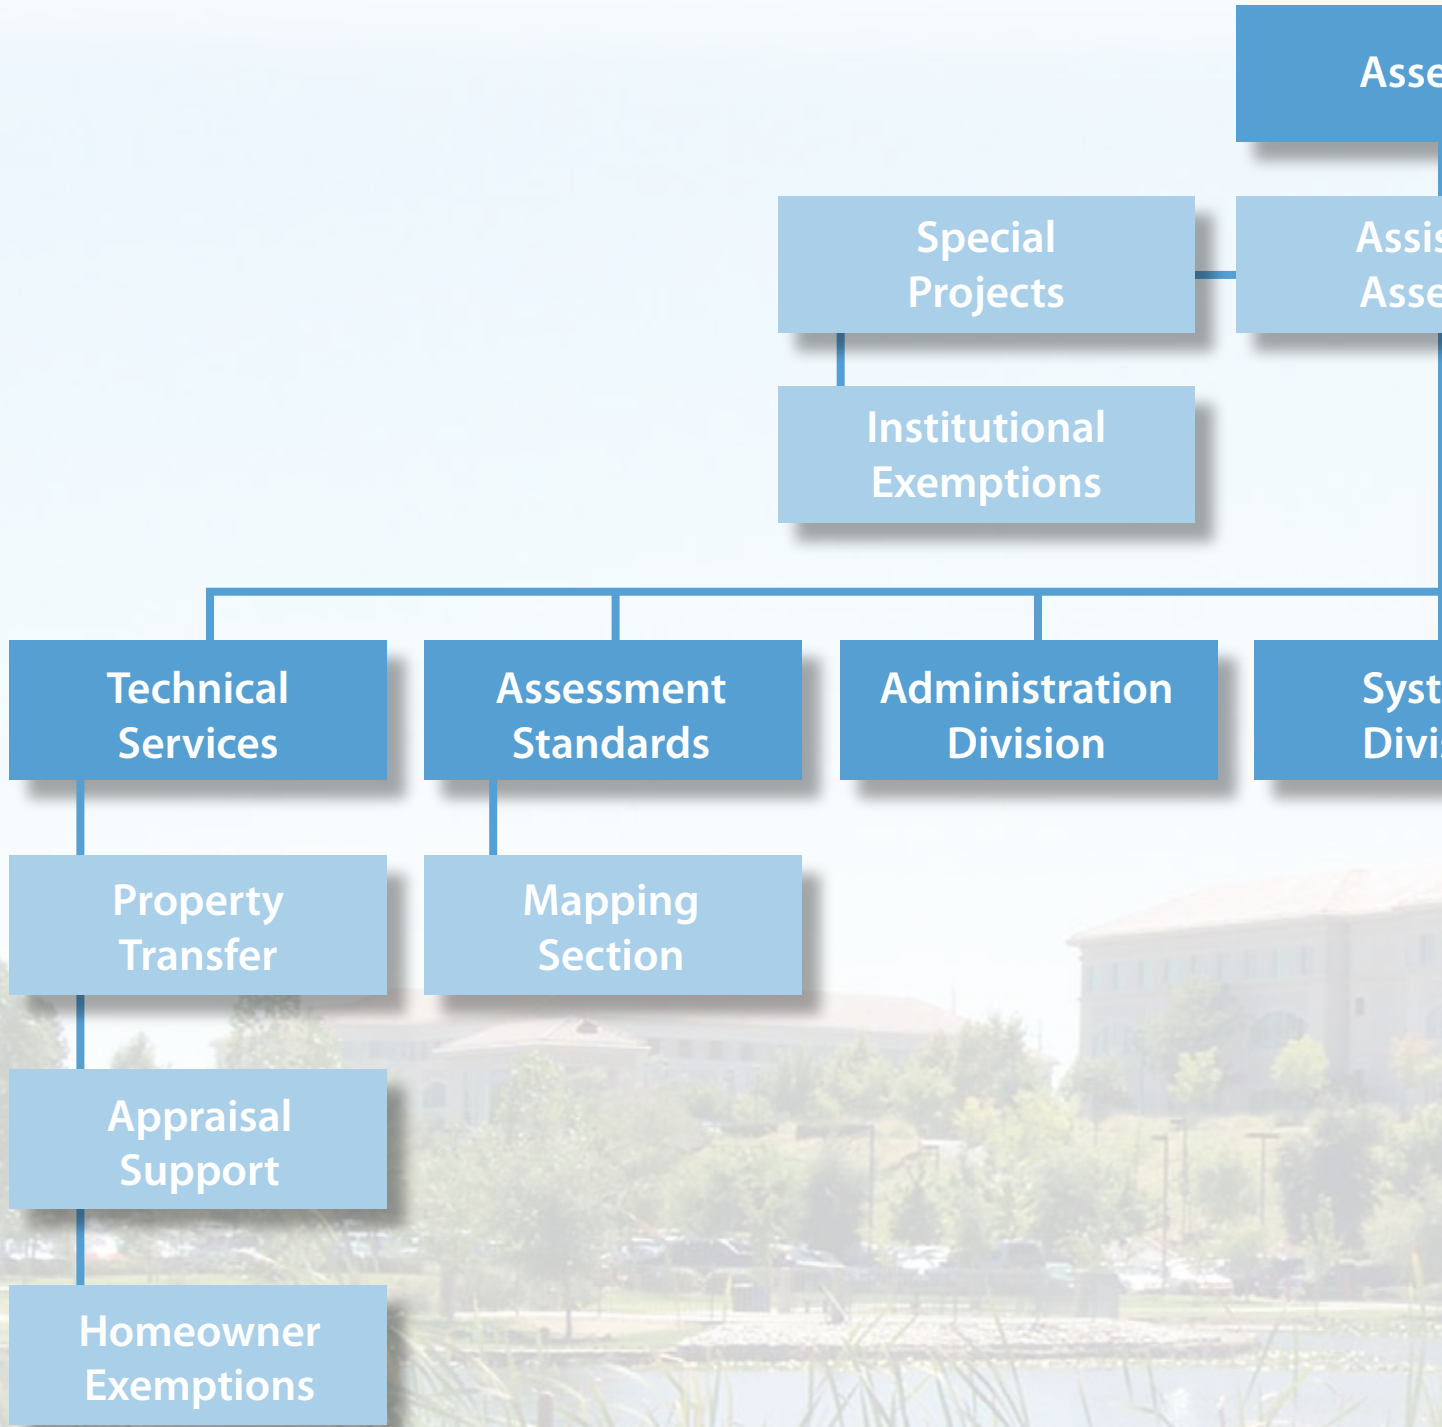 Special
Projects
Institutional
Exemptions
Technical
Services
Assessment
Standards
Administration
Division
Property
Transfer
Mapping
Section
Appraisal
Support
Homeowner
Exemptions